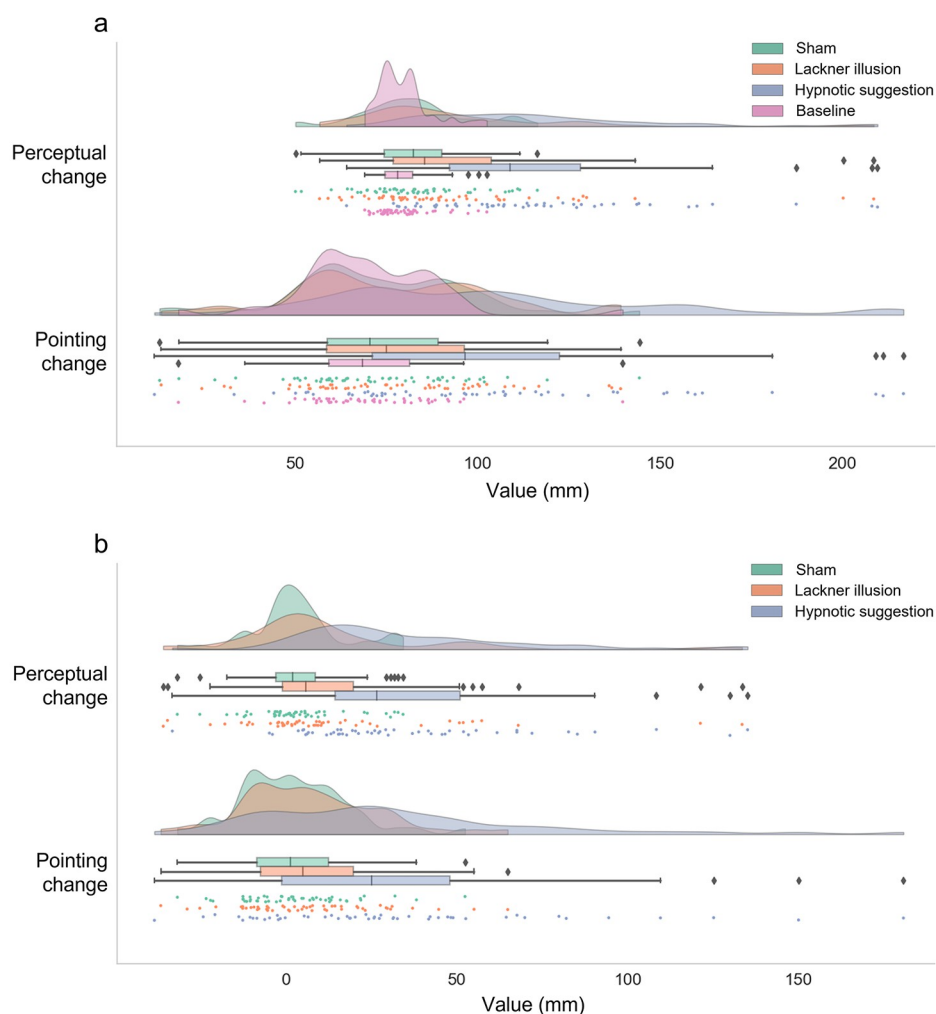 a
Sham
Lackner illusion
Hypnotic suggestion
Baseline
Perceptual
change
Pointing
change
50 100 150 200
Value (mm)
b
Sham
Lackner illusion
Hypnotic suggestion
Perceptual
change
Pointing
change
0 50 100 150
Value (mm)